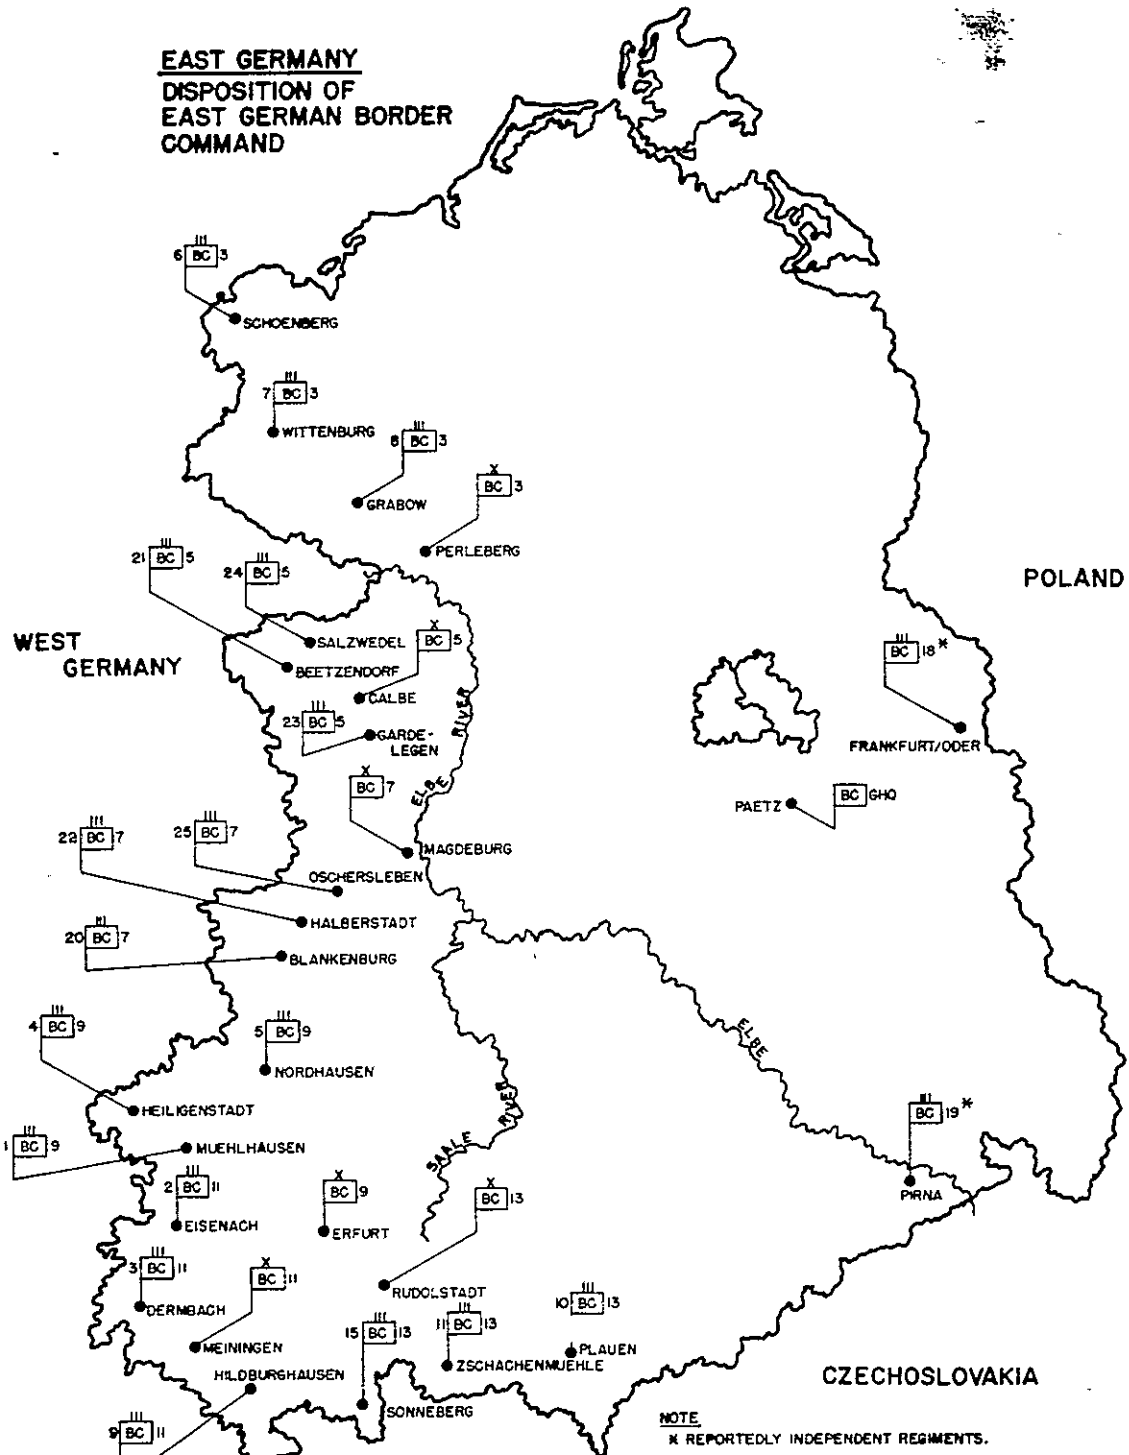 EAST GERMANY
DISPOSITION OF
EAST GERMAN BORDER
COMMAND
6 BC 3
SCHOENBERG
7 BC 3
WITTENBURG
8 BC 3
GRABOW
X
BC 3
PERLEBERG
21 BC 5
24 BC 5
POLAND
WEST
GERMANY
SALZWEDEL
X
BC 5
BC 18*
BEETZENDORF
CALBE
23 BC 5
GARDE-
LEGEN
ELBE RIVER
FRANKFURT/ODER
X
BC 7
PAETZ
BC GHQ
22 BC 7
25 BC 7
MAGDEBURG
OSCHERSLEBEN
HALBERSTADT
20 BC 7
BLANKENBURG
4 BC 9
5 BC 9
ELBE
NORDHAUSEN
HEILIGENSTADT
SAALE RIVER
BC 19*
1 BC 9
MUEHLHAUSEN
2 BC 11
X
BC 9
X
BC 13
PIRNA
EISENACH
ERFURT
3 BC 11
X
BC 11
RUDOLSTADT
DERMBACH
10 BC 13
15 BC 13
11 BC 13
MEININGEN
PLAUEN
HILDBURGHAUSEN
ZSCHACHENMUEHLE
CZECHOSLOVAKIA
SONNEBERG
9 BC 11
NOTE
* REPORTEDLY INDEPENDENT REGIMENTS.